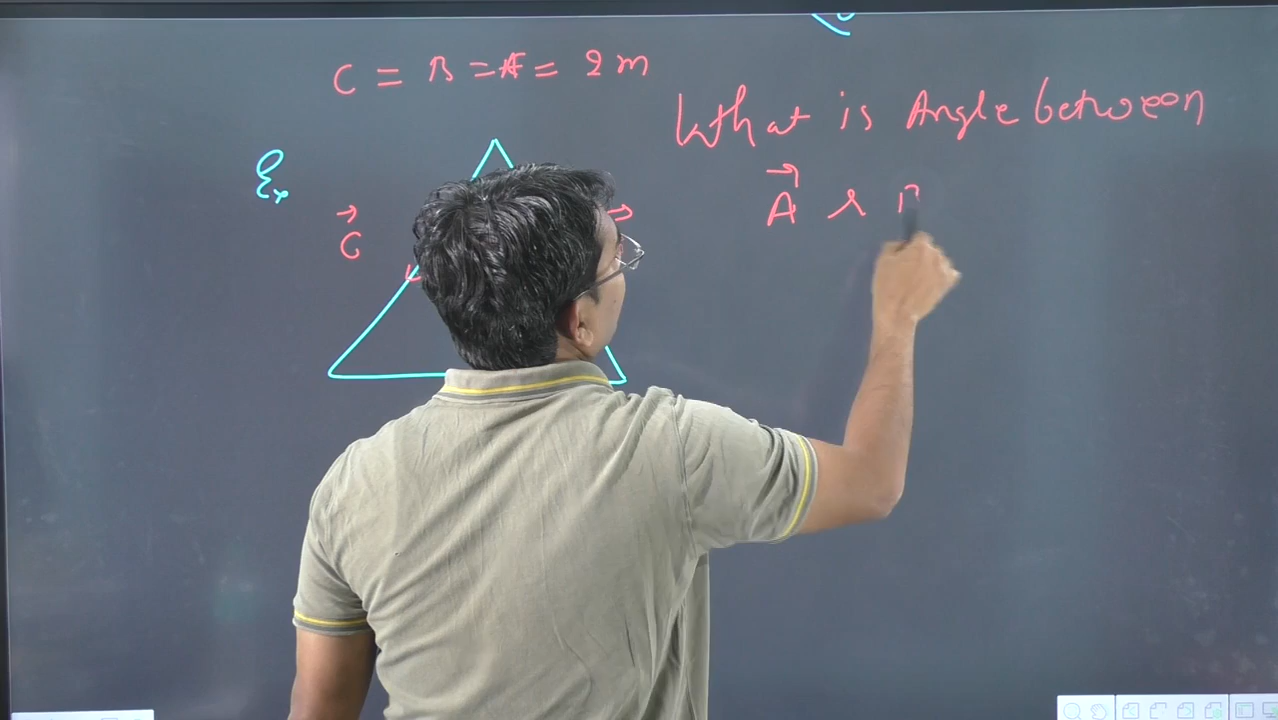 C = B = A = 2 m
What is Angle between
Ex
A &
C